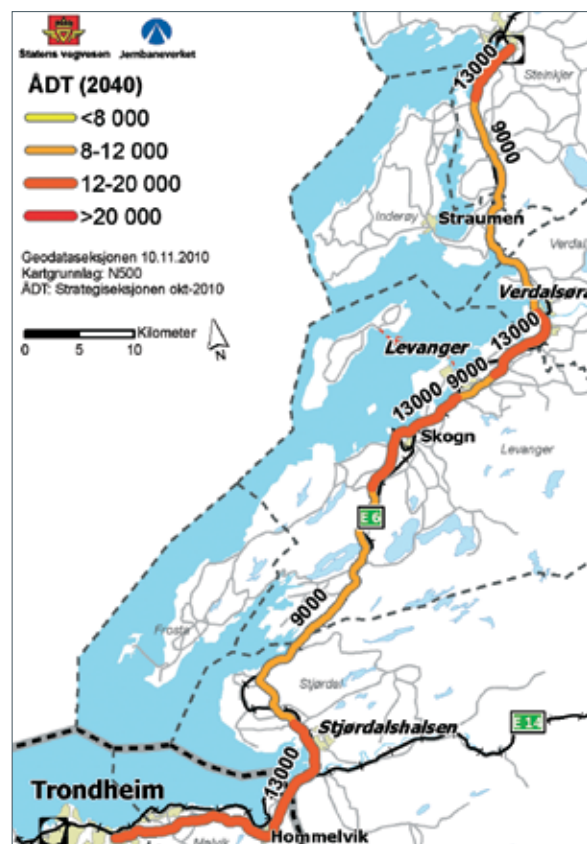 Statens vegvesen
Jernbaneverket
ÅDT (2040)
<8 000
8-12 000
12-20 000
>20 000
Geodataseksjonen 10.11.2010
Kartgrunnlag: N500
ÅDT: Strategiseksjonen okt-2010
Kilometer
0 5 10
N
13000
Steinkjer
9000
Inderøy
Straumen
Verdal
Verdalsøra
13000
Levanger
9000
13000
Skogn
Levanger
E 6
9000
Frosta
Stjørdal
Stjørdalshalsen
E 14
13000
Trondheim
Malvik
Hommelvik